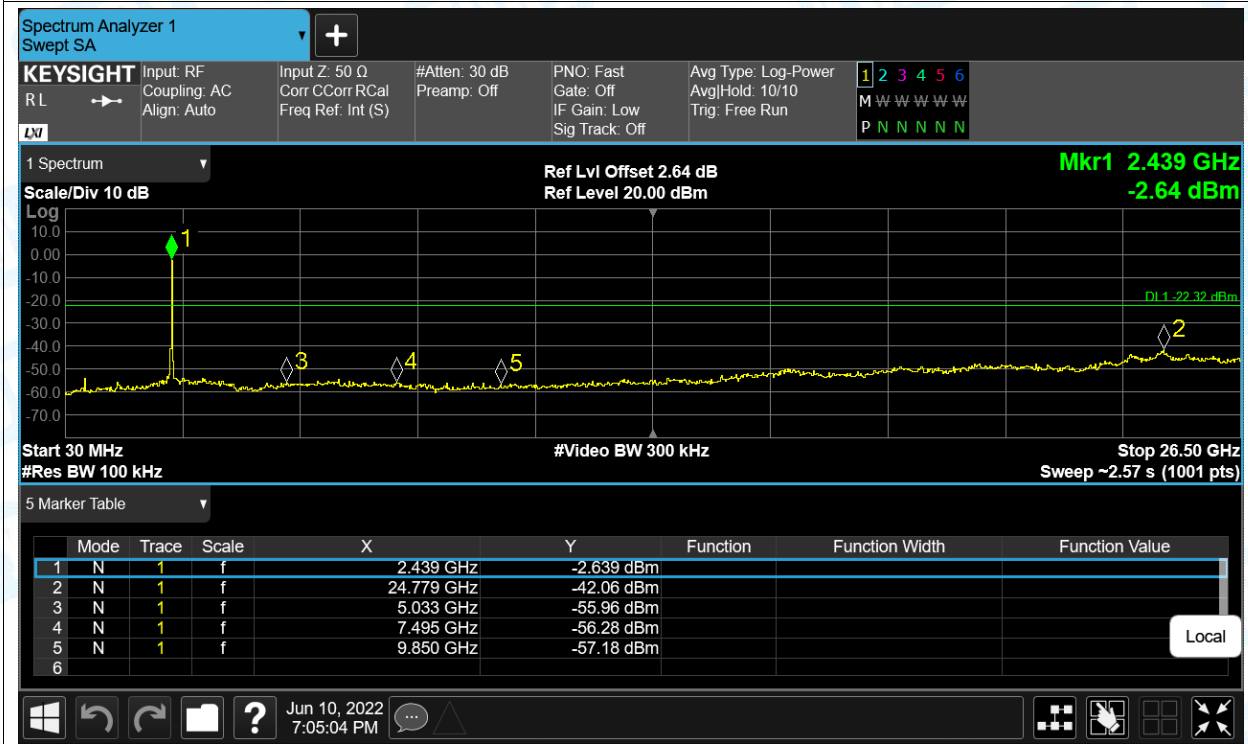 Spectrum Analyzer 1
Swept SA
+
KEYSIGHT
R L
LXI
Input: RF
Coupling: AC
Align: Auto
Input Z: 50 Ω
Corr CCorr RCal
Freq Ref: Int (S)
#Atten: 30 dB
Preamp: Off
PNO: Fast
Gate: Off
IF Gain: Low
Sig Track: Off
Avg Type: Log-Power
Avg|Hold: 10/10
Trig: Free Run
1 2 3 4 5 6
M W W W W W
P N N N N N
1 Spectrum
Scale/Div 10 dB
Ref Lvl Offset 2.64 dB
Ref Level 20.00 dBm
Mkr1 2.439 GHz
-2.64 dBm
Log
10.0
0.00
-10.0
-20.0
-30.0
-40.0
-50.0
-60.0
-70.0
1
3
4
5
2
DL1 -22.32 dBm
Start 30 MHz
#Video BW 300 kHz
Stop 26.50 GHz
#Res BW 100 kHz
Sweep ~2.57 s (1001 pts)
5 Marker Table
Mode Trace Scale X Y Function Function Width Function Value
1 N 1 f 2.439 GHz -2.639 dBm
2 N 1 f 24.779 GHz -42.06 dBm
3 N 1 f 5.033 GHz -55.96 dBm
4 N 1 f 7.495 GHz -56.28 dBm
5 N 1 f 9.850 GHz -57.18 dBm
6
Local
?
Jun 10, 2022
7:05:04 PM